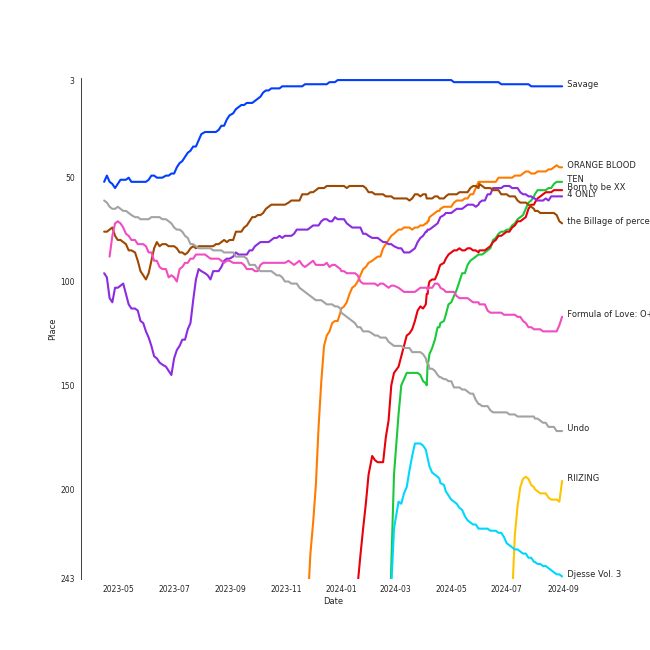 3
50
100
150
200
243
Place
2023-05
2023-07
2023-09
2023-11
2024-01
2024-03
2024-05
2024-07
2024-09
Date
Savage
ORANGE BLOOD
TEN
Born to be XX
4 ONLY
the Billage of perce
Formula of Love: O+
Undo
RIIZING
Djesse Vol. 3